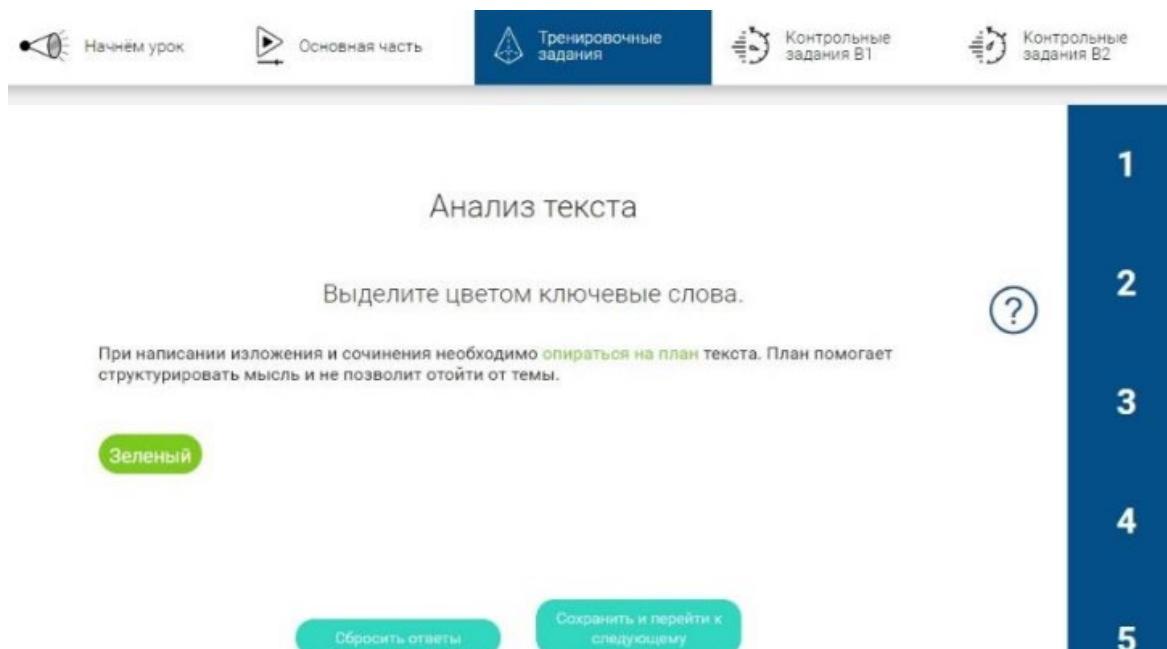 Начнём урок
Основная часть
Тренировочные
задания
Контрольные
задания В1
Контрольные
задания В2
Анализ текста
Выделите цветом ключевые слова.
?
При написании изложения и сочинения необходимо опираться на план текста. План помогает
структурировать мысль и не позволит отойти от темы.
Зеленый
Сбросить ответы
Сохранить и перейти к
следующему
1
2
3
4
5